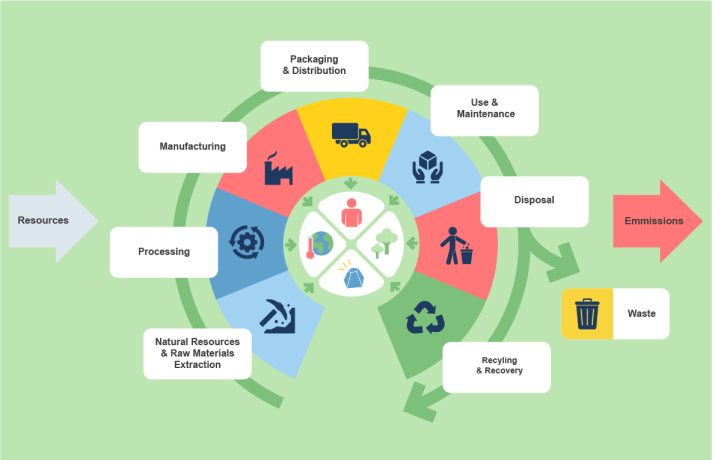 Packaging
& Distribution
Use &
Maintenance
Manufacturing
Disposal
Resources
Emmissions
Processing
Waste
Natural Resources
& Raw Materials
Extraction
Recyling
& Recovery